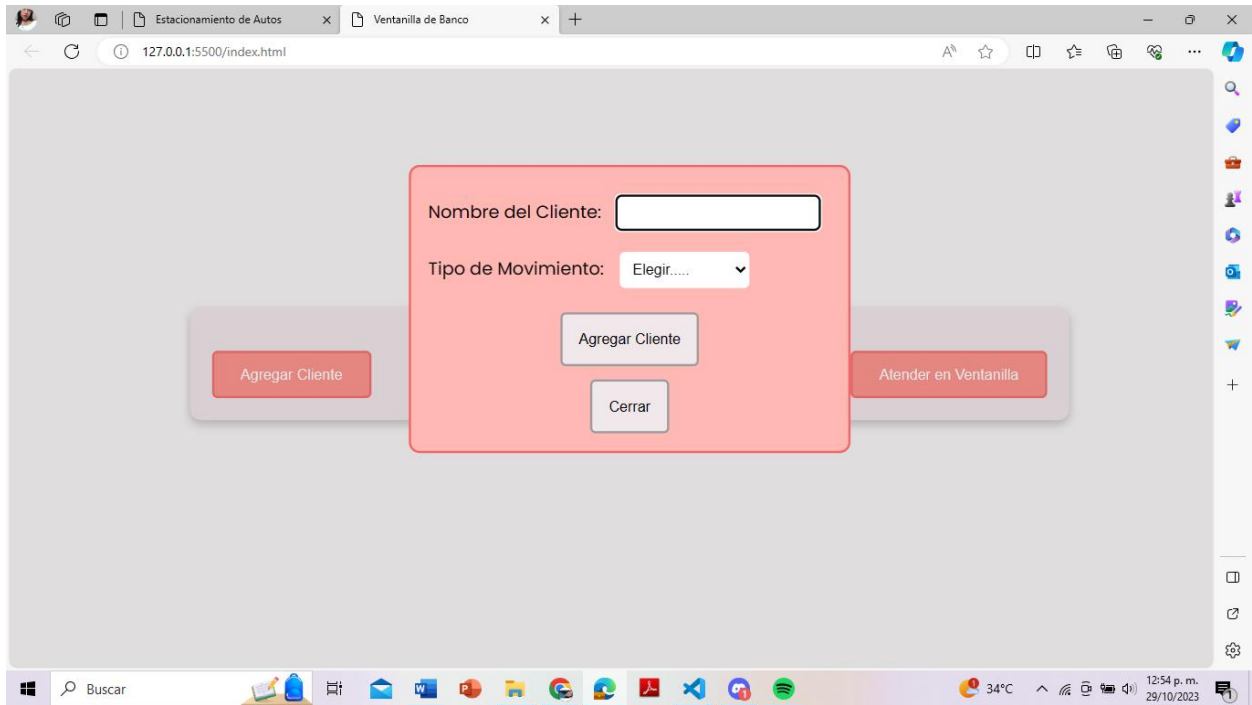 Estacionamiento de Autos
Ventanilla de Banco
127.0.0.1:5500/index.html
Nombre del Cliente:
Tipo de Movimiento: Elegir.....
Agregar Cliente
Agregar Cliente
Atender en Ventanilla
Cerrar
Buscar
34°C
12:54 p. m.
29/10/2023